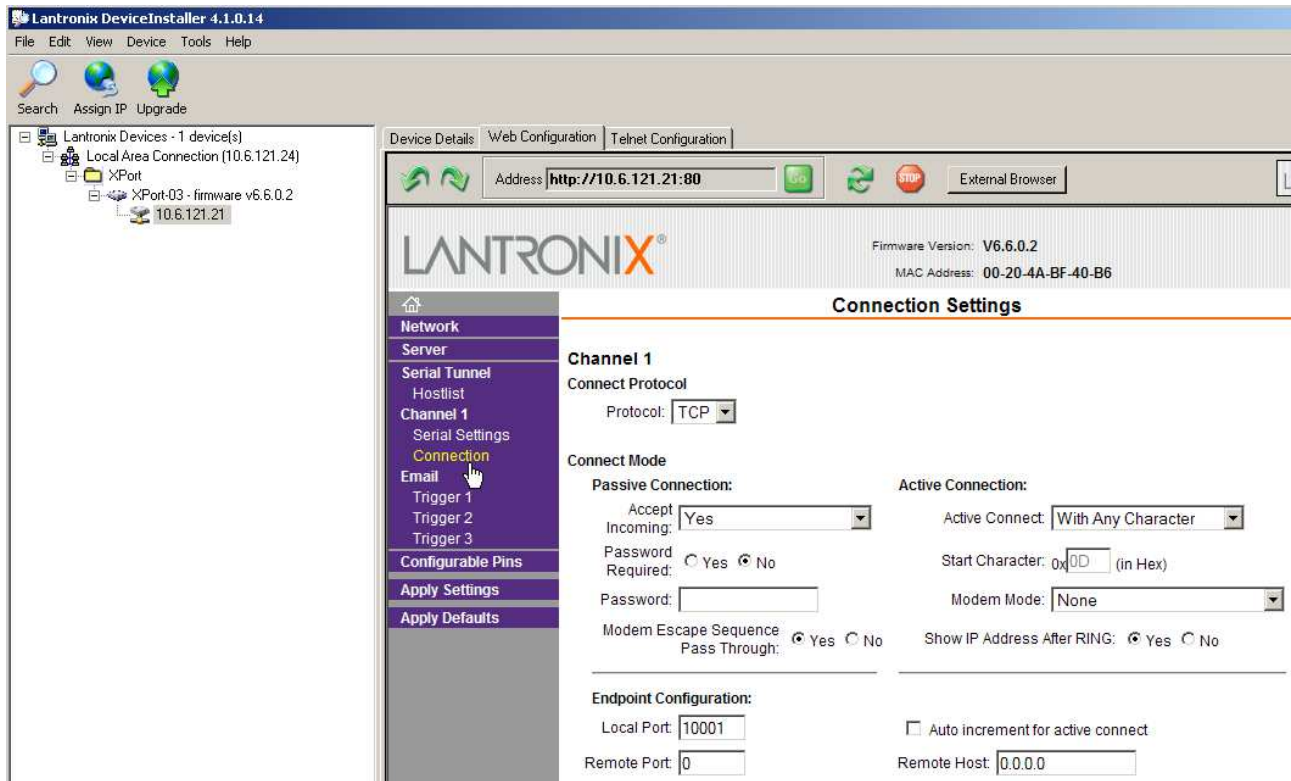 Lantronix DeviceInstaller 4.1.0.14
File Edit View Device Tools Help
Search Assign IP Upgrade
Lantronix Devices - 1 device(s)
Local Area Connection (10.6.121.24)
XPort
XPort-03 - firmware v6.6.0.2
10.6.121.21
Device Details Web Configuration Telnet Configuration
Address http://10.6.121.21:80 Go STOP External Browser
LANTRONIX®
Firmware Version: V6.6.0.2
MAC Address: 00-20-4A-BF-40-B6
Network
Server
Serial Tunnel
Hostlist
Channel 1
Serial Settings
Connection
Email
Trigger 1
Trigger 2
Trigger 3
Configurable Pins
Apply Settings
Apply Defaults
Connection Settings
Channel 1
Connect Protocol
Protocol: TCP
Connect Mode
Passive Connection: Active Connection:
Accept Incoming: Yes Active Connect: With Any Character
Password Required: Yes No Start Character: 0x 0D (in Hex)
Password: Modem Mode: None
Modem Escape Sequence Pass Through: Yes No Show IP Address After RING: Yes No
Endpoint Configuration:
Local Port: 10001 Auto increment for active connect
Remote Port: 0 Remote Host: 0.0.0.0